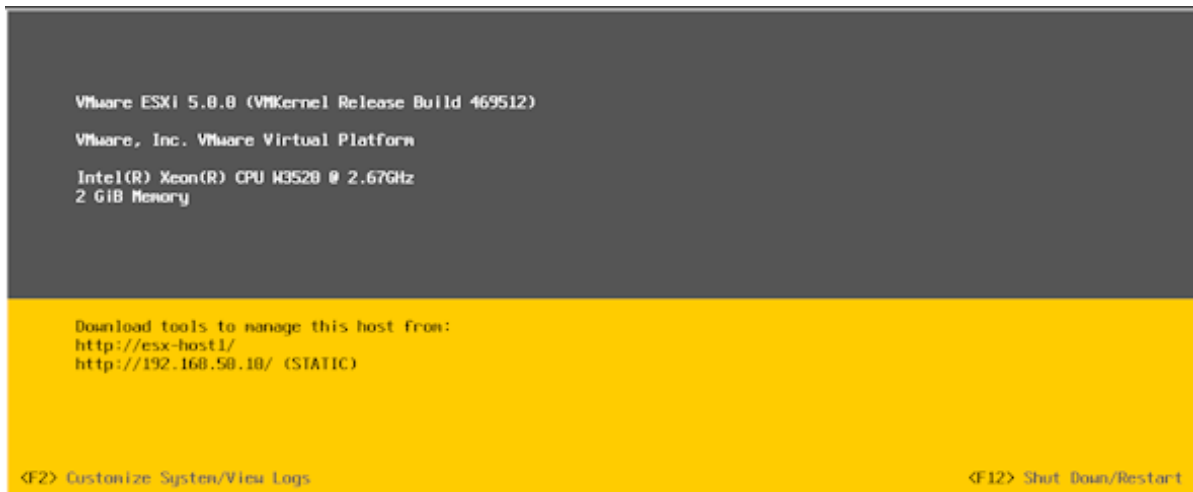 VMware ESXi 5.0.0 (VMKernel Release Build 469512)
VMware, Inc. VMware Virtual Platform
Intel(R) Xeon(R) CPU W3520 @ 2.67GHz
2 GiB Memory
Download tools to manage this host from:
http://esx-host1/
http://192.168.50.10/ (STATIC)
<F2> Customize System/View Logs
<F12> Shut Down/Restart